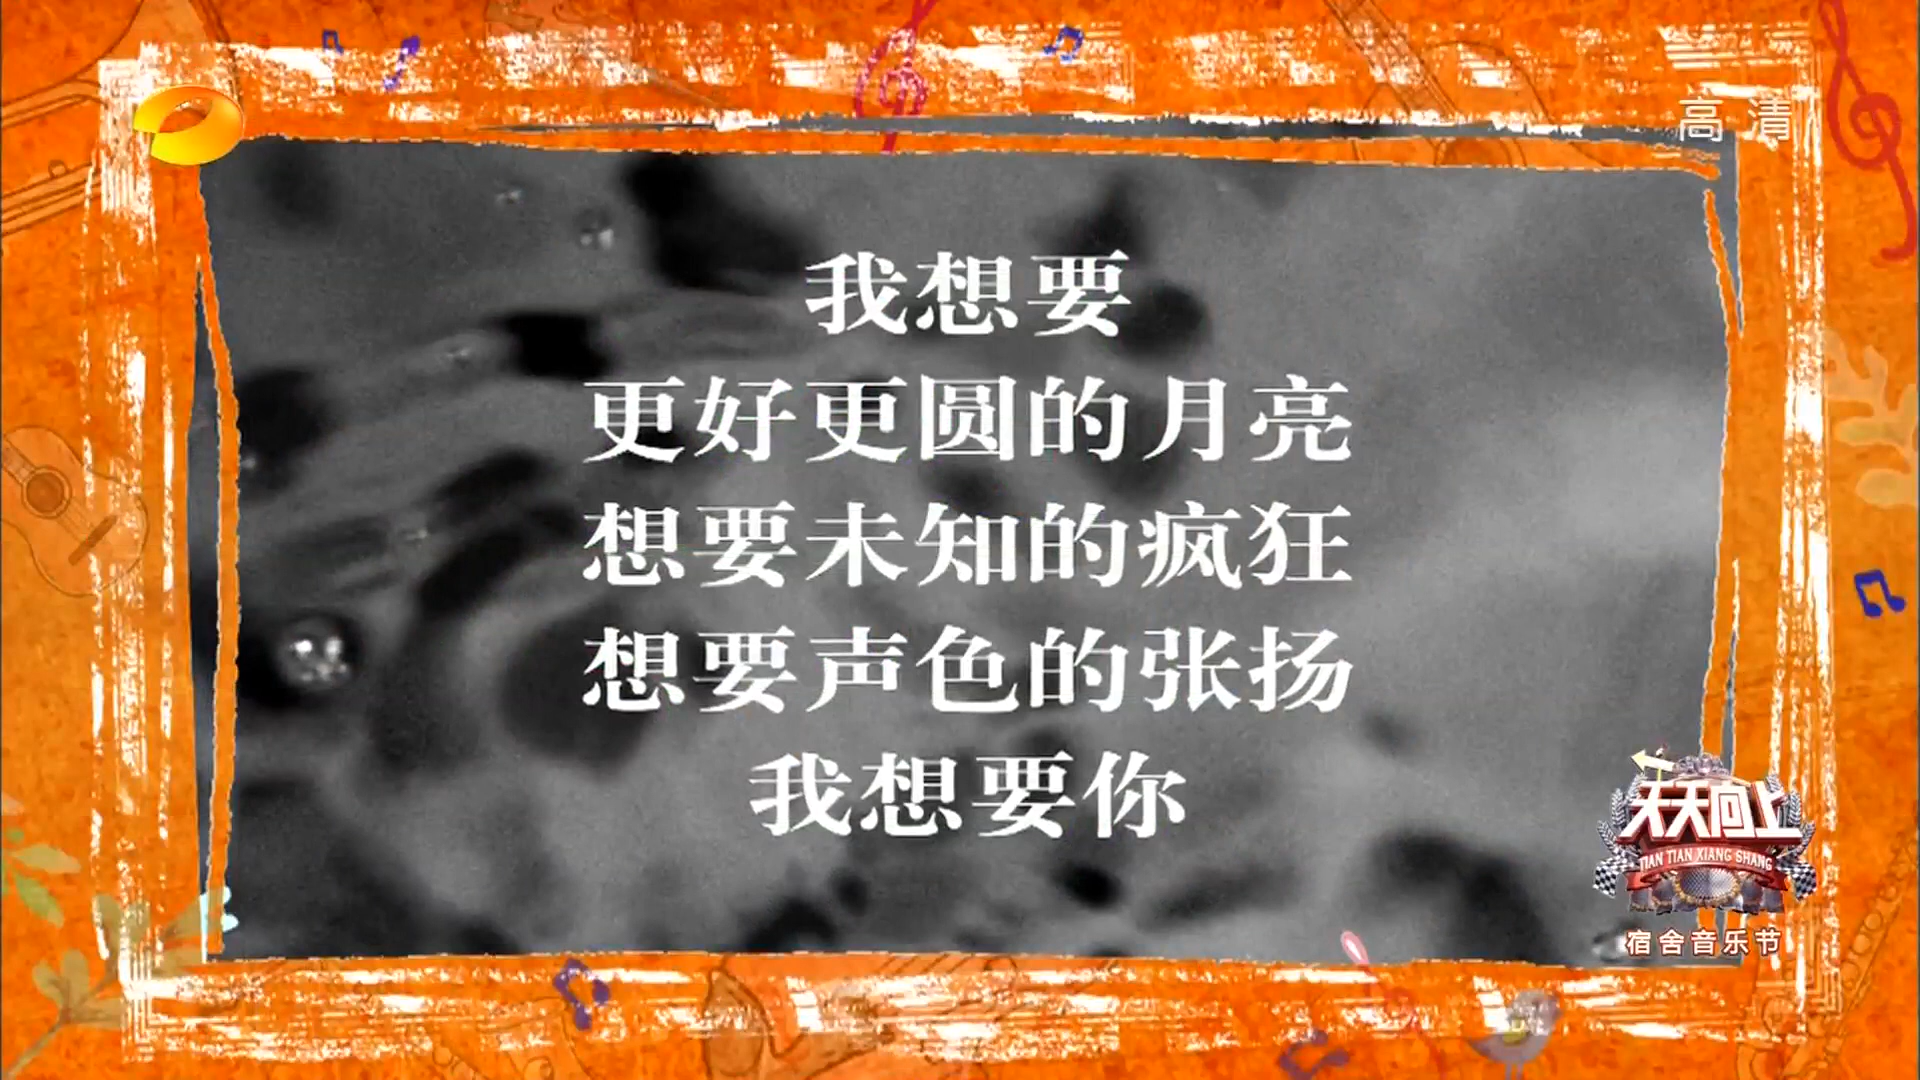 高清
我想要
更好更圆的月亮
想要未知的疯狂
想要声色的张扬
我想要你
天天向上
TIAN TIAN XIANG SHANG
宿舍音乐节